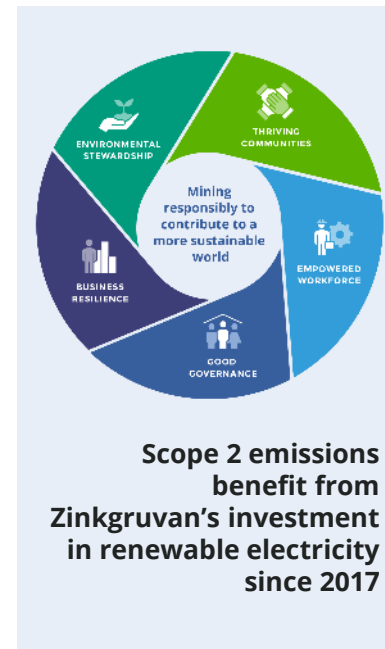 ENVIRONMENTAL
STEWARDSHIP
THRIVING
COMMUNITIES
Mining
responsibly to
contribute to a
more sustainable
world
EMPOWERED
WORKFORCE
BUSINESS
RESILIENCE
GOOD
GOVERNANCE
Scope 2 emissions
benefit from
Zinkgruvan’s investment
in renewable electricity
since 2017